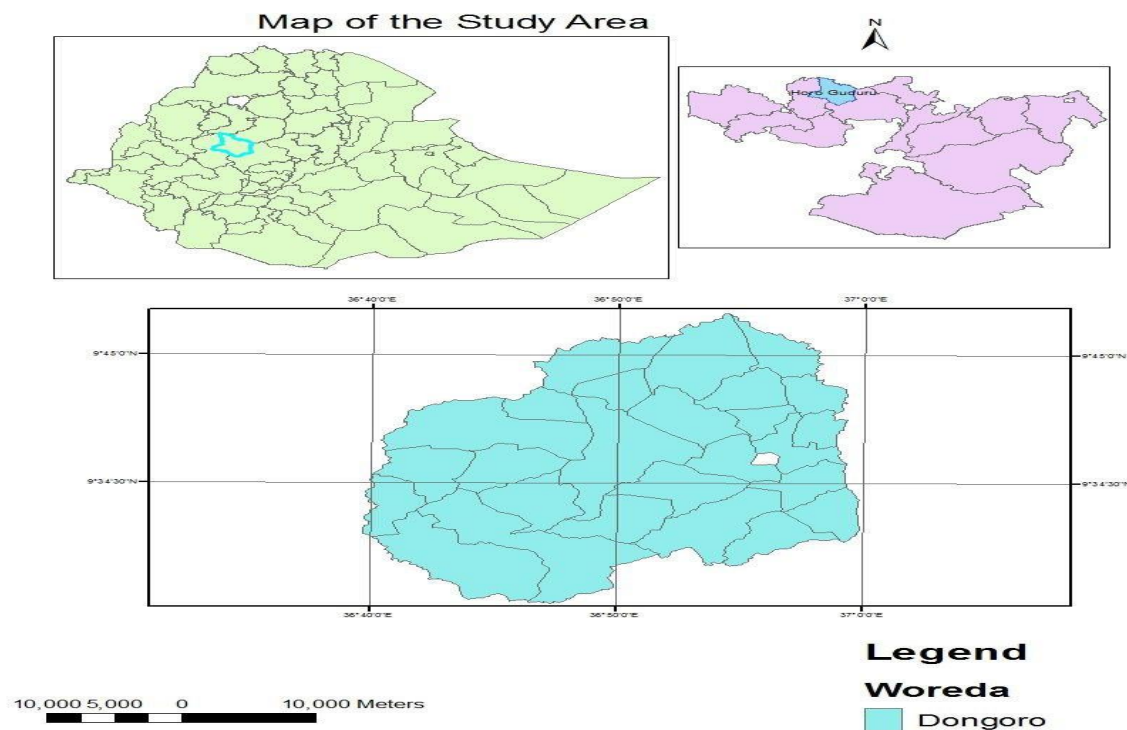 Map of the Study Area
N
Horo Guduru
36°40'0"E 36°50'0"E 37°0'0"E
9°45'0"N 9°45'0"N
9°34'30"N 9°34'30"N
36°40'0"E 36°50'0"E 37°0'0"E
Legend
Woreda
10,000 5,000 0 10,000 Meters
Dongoro